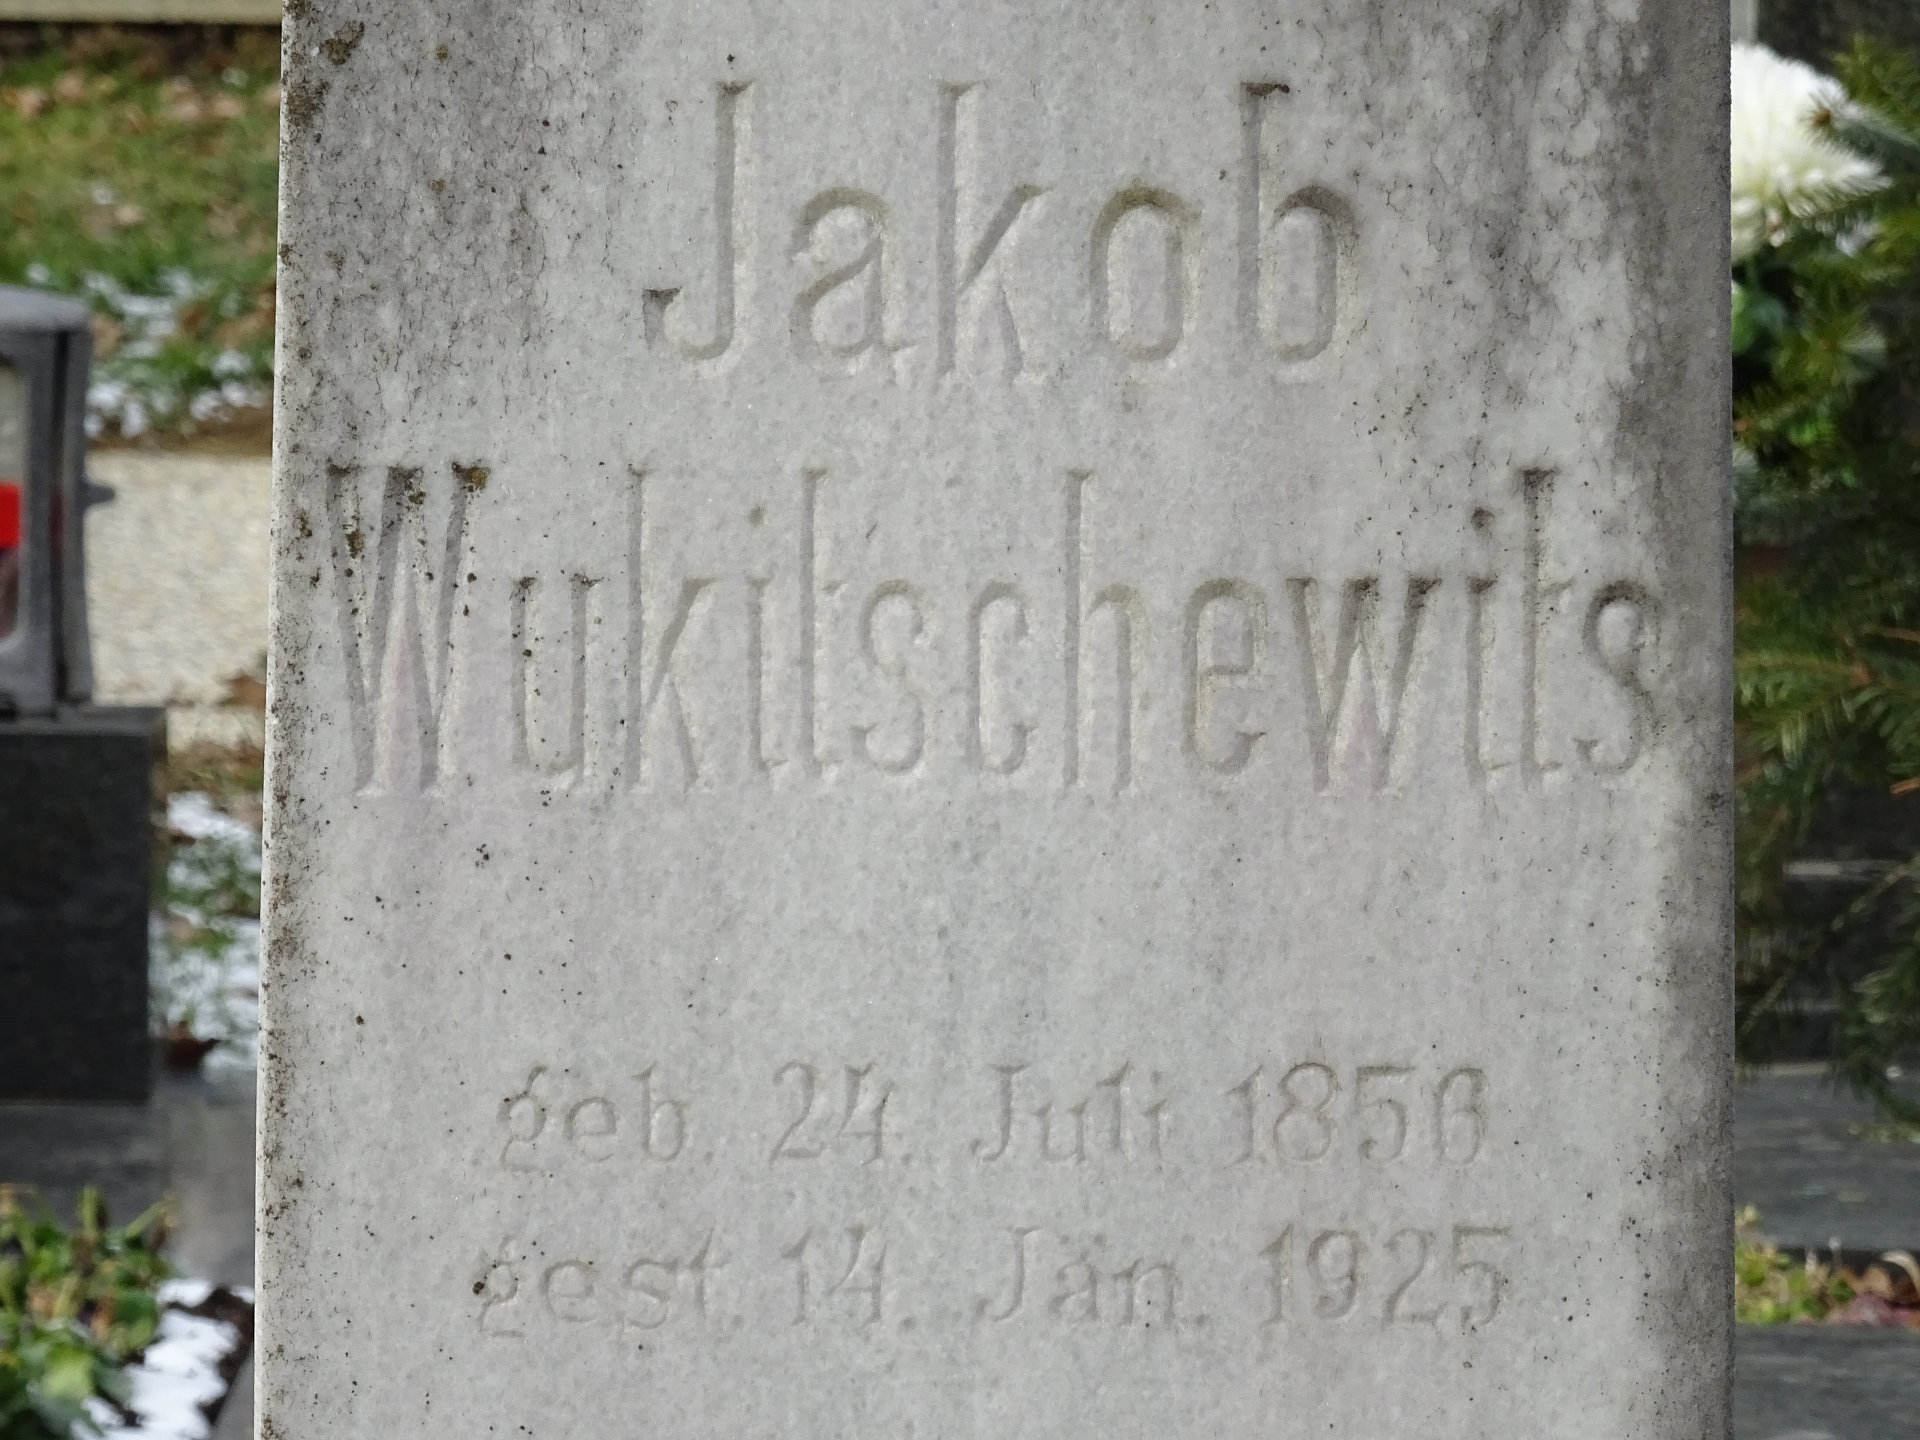 Jakob
Wukitschewits
geb. 24. Juli 1856
gest. 14. Jän. 1925